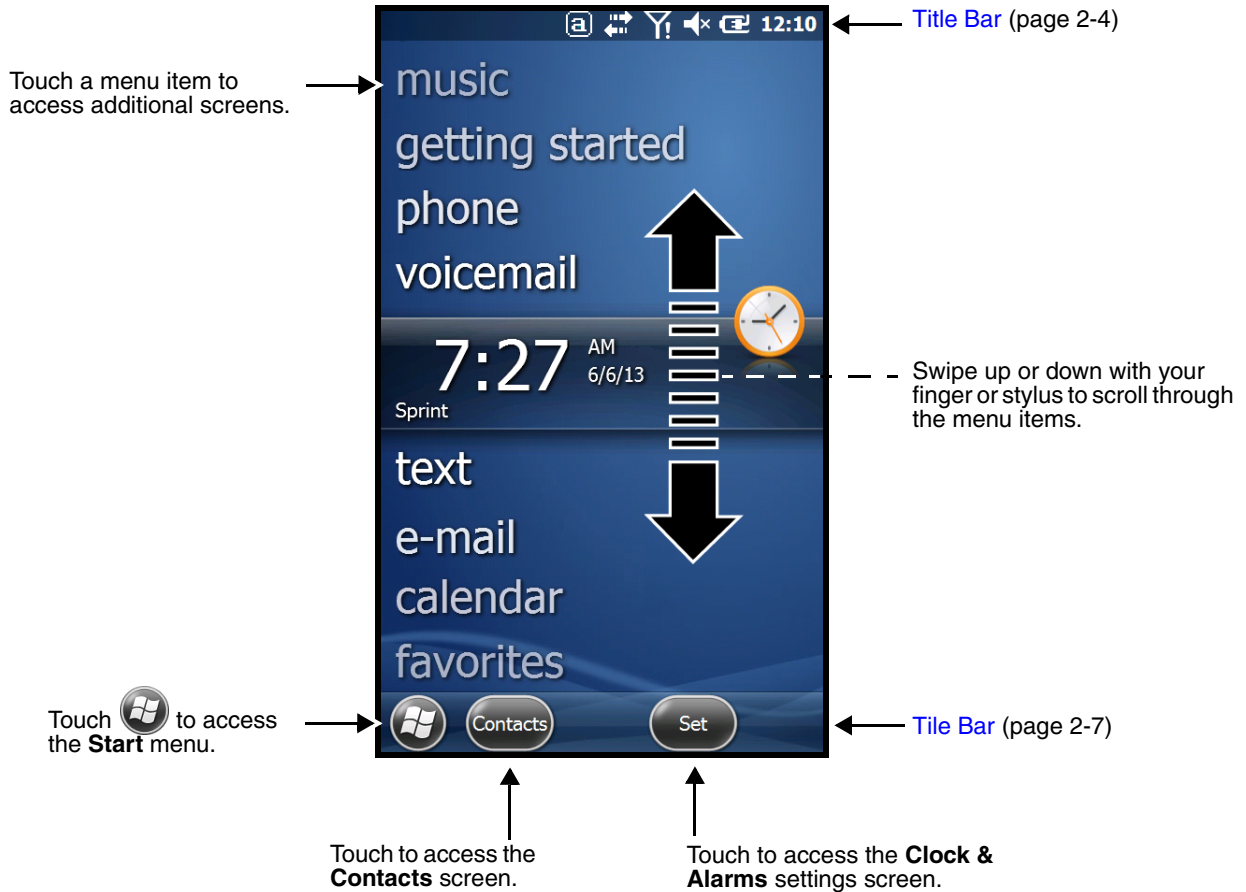 a 12:10
Title Bar (page 2-4)
Touch a menu item to
access additional screens.
music
getting started
phone
voicemail
7:27 AM
6/6/13
Sprint
Swipe up or down with your
finger or stylus to scroll through
the menu items.
text
e-mail
calendar
favorites
Touch to access
the Start menu.
Contacts
Set
Tile Bar (page 2-7)
Touch to access the
Contacts screen.
Touch to access the Clock &
Alarms settings screen.